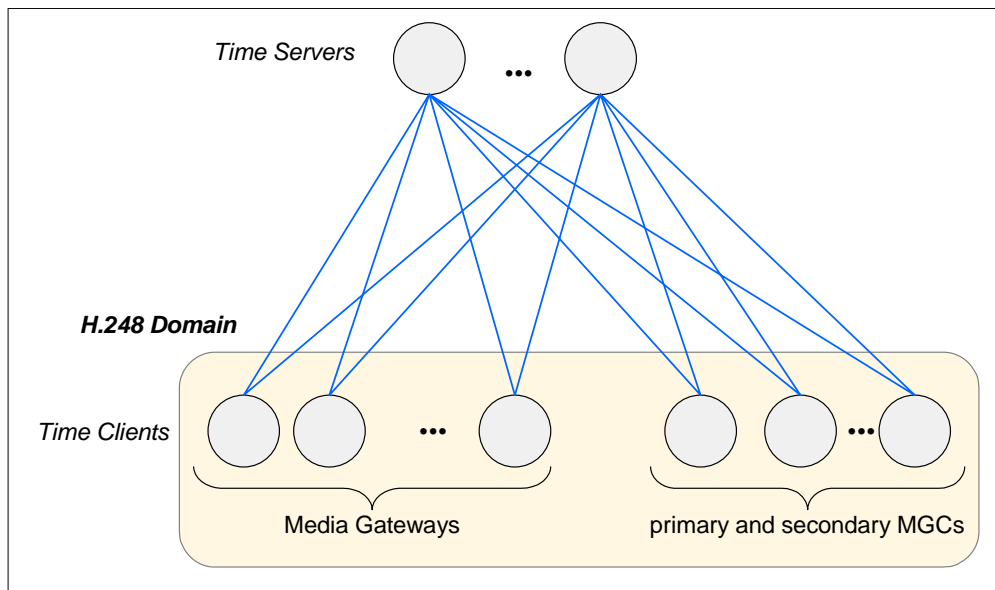 Time Servers
...
H.248 Domain
Time Clients
...
...
Media Gateways
primary and secondary MGCs